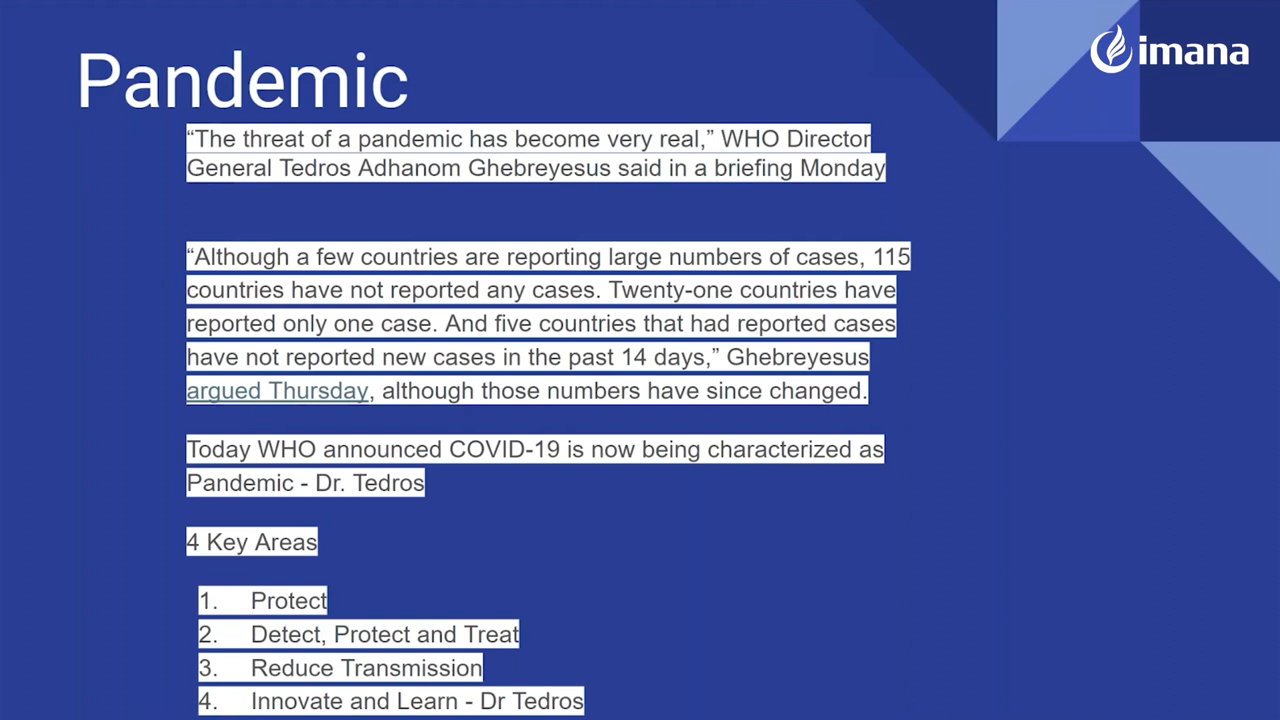 imana
Pandemic
“The threat of a pandemic has become very real,” WHO Director
General Tedros Adhanom Ghebreyesus said in a briefing Monday
“Although a few countries are reporting large numbers of cases, 115
countries have not reported any cases. Twenty-one countries have
reported only one case. And five countries that had reported cases
have not reported new cases in the past 14 days,” Ghebreyesus
argued Thursday, although those numbers have since changed.
Today WHO announced COVID-19 is now being characterized as
Pandemic - Dr. Tedros
4 Key Areas
1. Protect
2. Detect, Protect and Treat
3. Reduce Transmission
4. Innovate and Learn - Dr Tedros